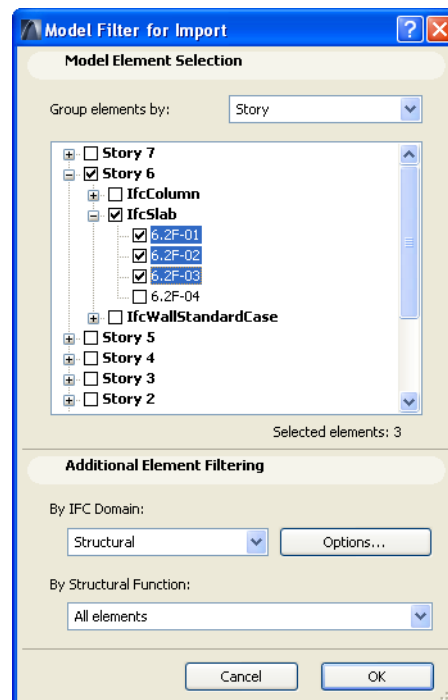 Model Filter for Import
Model Element Selection
Group elements by: Story
Story 7
Story 6
IfcColumn
IfcSlab
6.2F-01
6.2F-02
6.2F-03
6.2F-04
IfcWallStandardCase
Story 5
Story 4
Story 3
Story 2
Selected elements: 3
Additional Element Filtering
By IFC Domain:
Structural Options...
By Structural Function:
All elements
Cancel OK